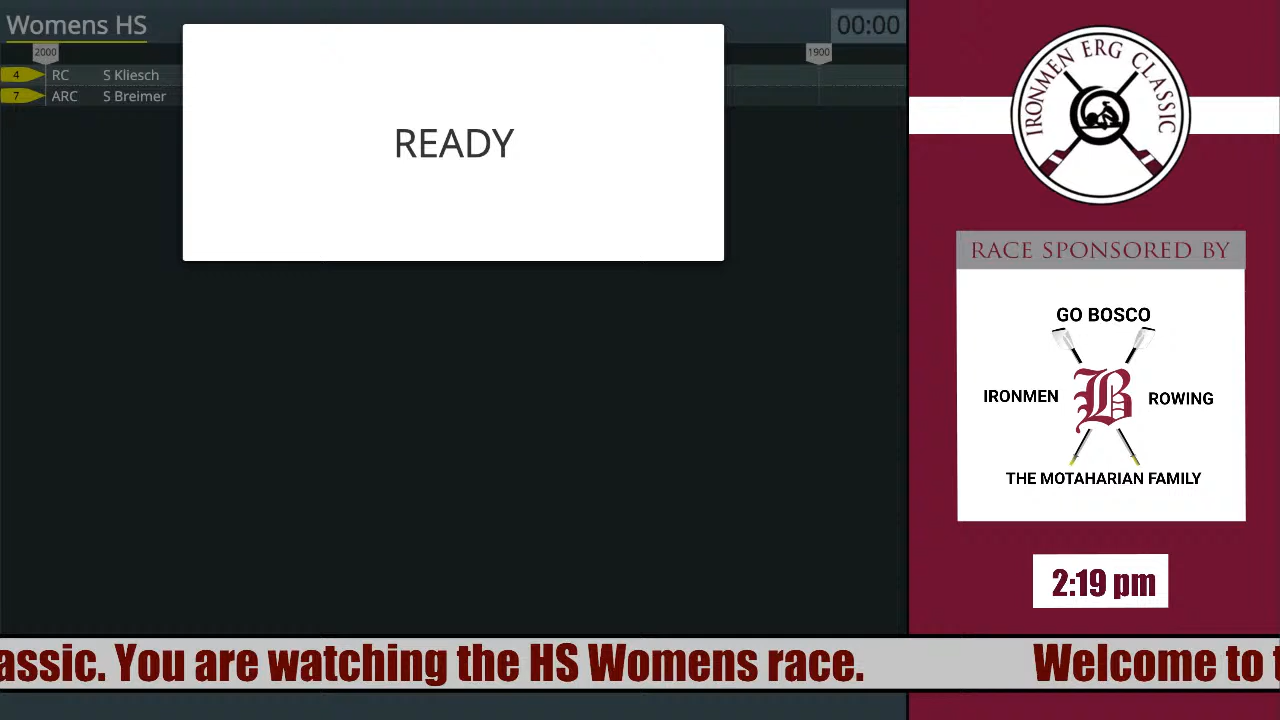 Womens HS
00:00
2000
1900
4 RC S Kliesch
7 ARC S Breimer
READY
IRONMEN ERG CLASSIC
RACE SPONSORED BY
GO BOSCO
IRONMEN B ROWING
THE MOTAHARIAN FAMILY
2:19 pm
assic. You are watching the HS Womens race. Welcome to t